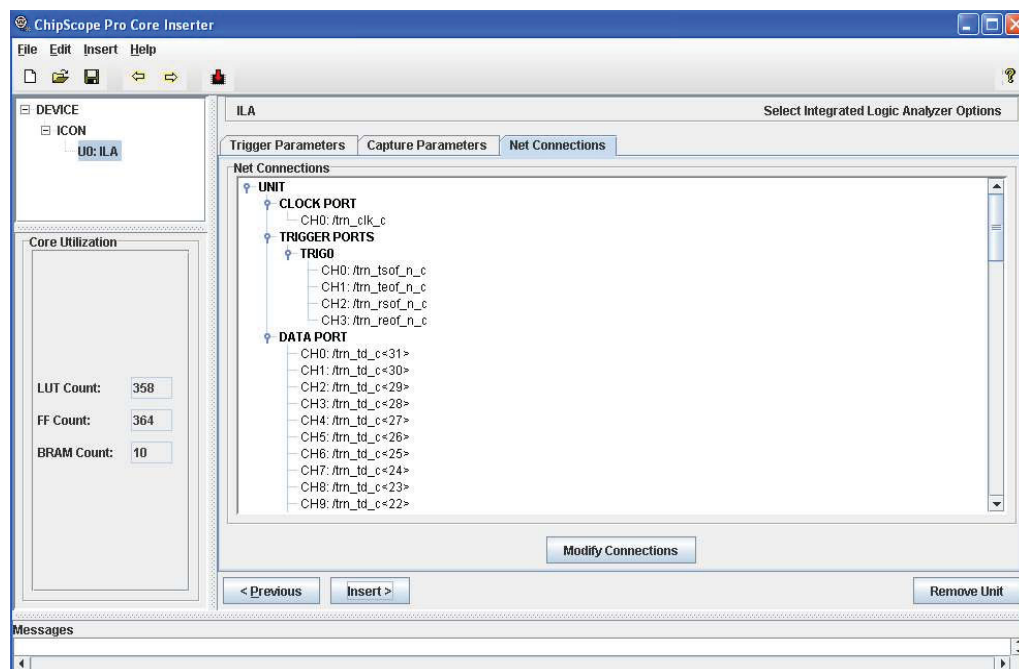 ChipScope Pro Core Inserter
File Edit Insert Help
DEVICE
ICON
U0: ILA
ILA Select Integrated Logic Analyzer Options
Trigger Parameters Capture Parameters Net Connections
Net Connections
UNIT
CLOCK PORT
CH0: /trn_clk_c
TRIGGER PORTS
TRIG0
CH0: /trn_tsof_n_c
CH1: /trn_teof_n_c
CH2: /trn_rsof_n_c
CH3: /trn_reof_n_c
DATA PORT
CH0: /trn_td_c<31>
CH1: /trn_td_c<30>
CH2: /trn_td_c<29>
CH3: /trn_td_c<28>
CH4: /trn_td_c<27>
CH5: /trn_td_c<26>
CH6: /trn_td_c<25>
CH7: /trn_td_c<24>
CH8: /trn_td_c<23>
CH9: /trn_td_c<22>
Core Utilization
LUT Count: 358
FF Count: 364
BRAM Count: 10
Modify Connections
< Previous Insert > Remove Unit
Messages